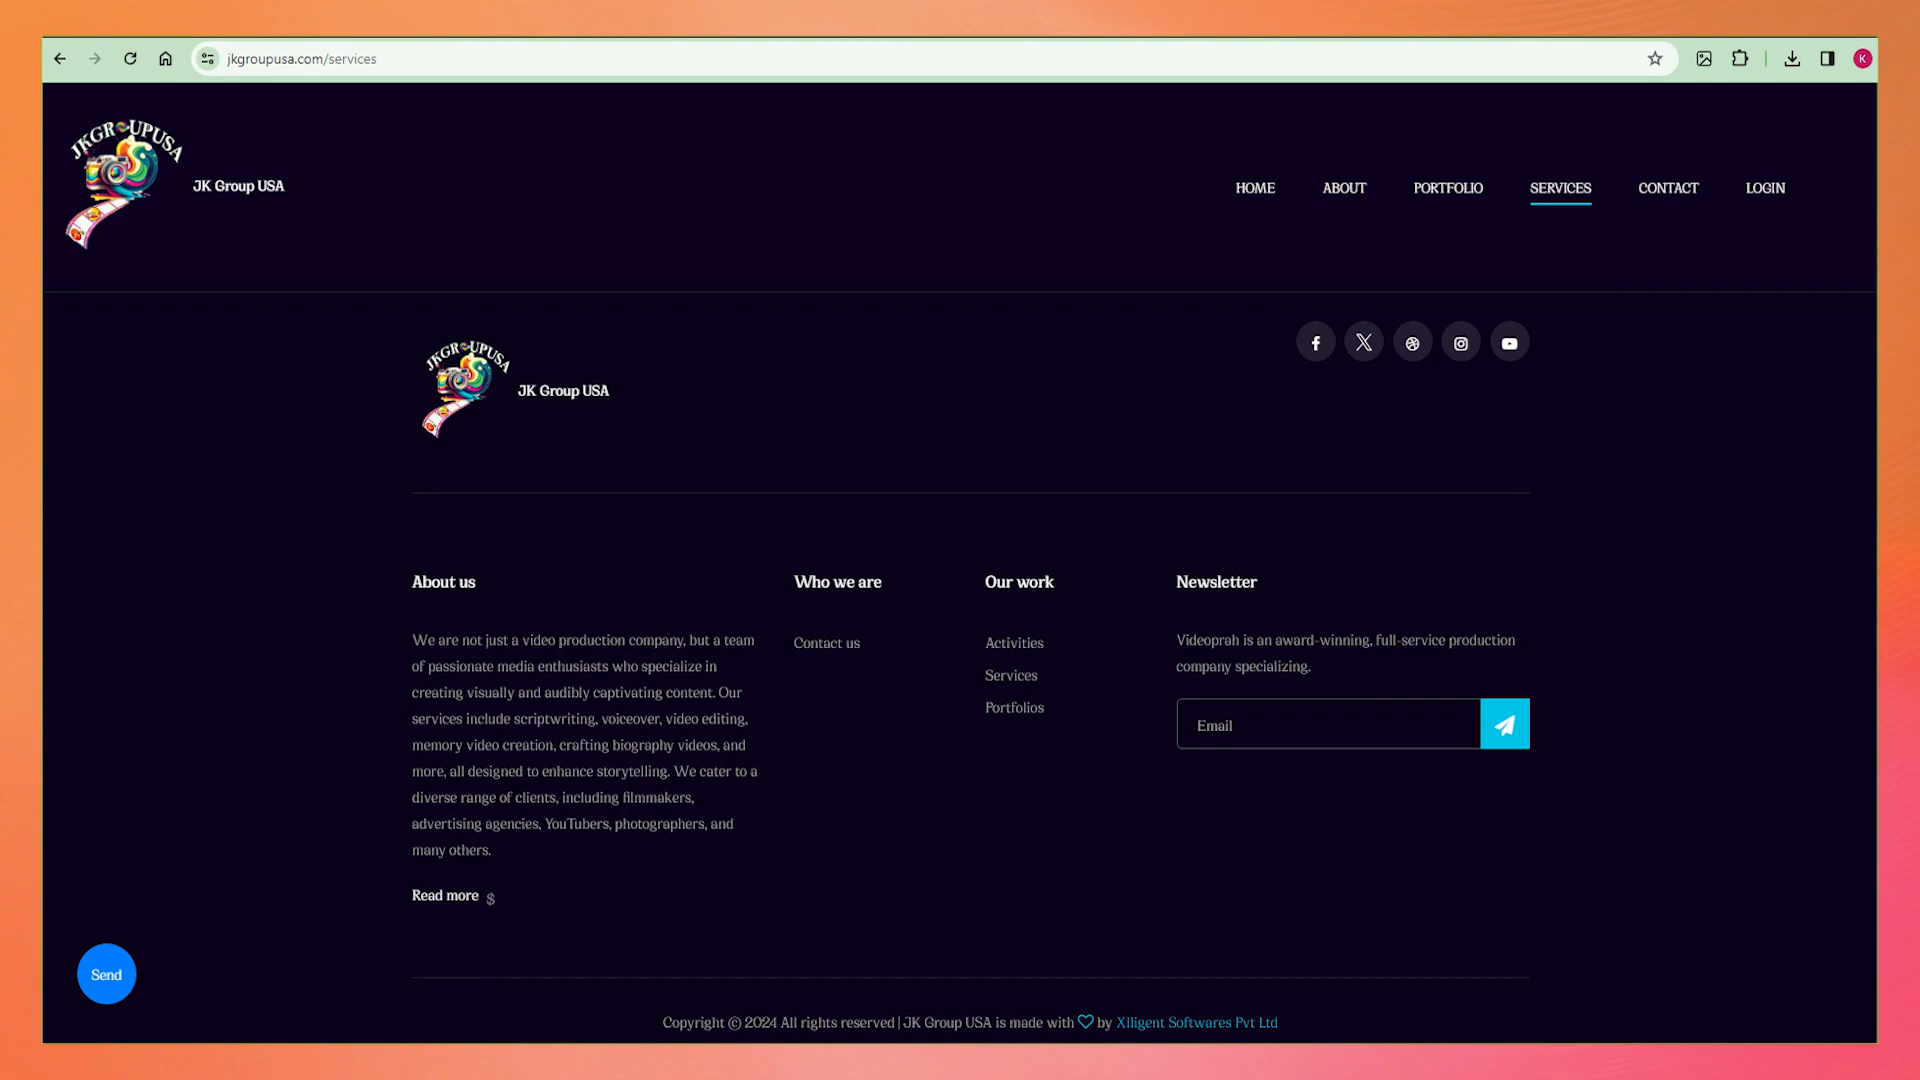 jkgroupusa.com/services
K
JKGROUPUSA
JK Group USA
HOME
ABOUT
PORTFOLIO
SERVICES
CONTACT
LOGIN
JKGROUPUSA
JK Group USA
About us
We are not just a video production company, but a team
of passionate media enthusiasts who specialize in
creating visually and audibly captivating content. Our
services include scriptwriting, voiceover, video editing,
memory video creation, crafting biography videos, and
more, all designed to enhance storytelling. We cater to a
diverse range of clients, including filmmakers,
advertising agencies, YouTubers, photographers, and
many others.
Read more $
Who we are
Contact us
Our work
Activities
Services
Portfolios
Newsletter
Videoprah is an award-winning, full-service production
company specializing.
Email
Send
Copyright © 2024 All rights reserved | JK Group USA is made with ♡ by Xlligent Softwares Pvt Ltd